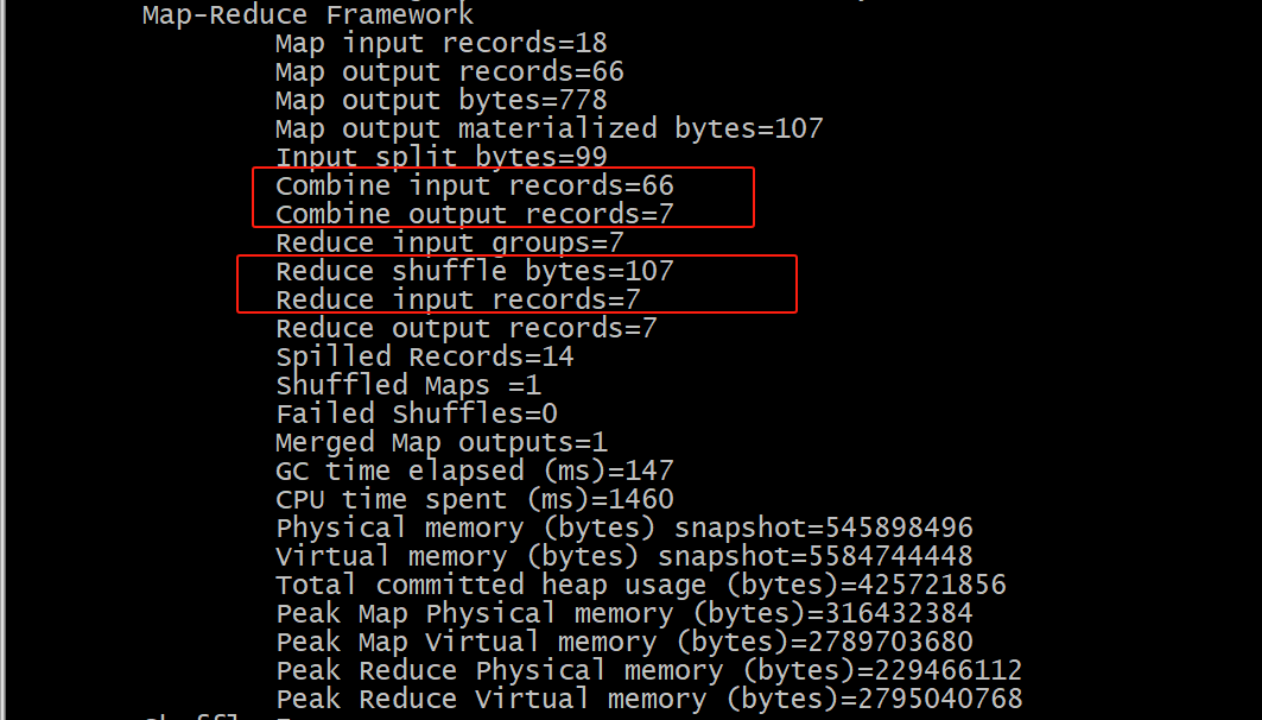 Map-Reduce Framework
Map input records=18
Map output records=66
Map output bytes=778
Map output materialized bytes=107
Input split bytes=99
Combine input records=66
Combine output records=7
Reduce input groups=7
Reduce shuffle bytes=107
Reduce input records=7
Reduce output records=7
Spilled Records=14
Shuffled Maps =1
Failed Shuffles=0
Merged Map outputs=1
GC time elapsed (ms)=147
CPU time spent (ms)=1460
Physical memory (bytes) snapshot=545898496
Virtual memory (bytes) snapshot=5584744448
Total committed heap usage (bytes)=425721856
Peak Map Physical memory (bytes)=316432384
Peak Map Virtual memory (bytes)=2789703680
Peak Reduce Physical memory (bytes)=229466112
Peak Reduce Virtual memory (bytes)=2795040768